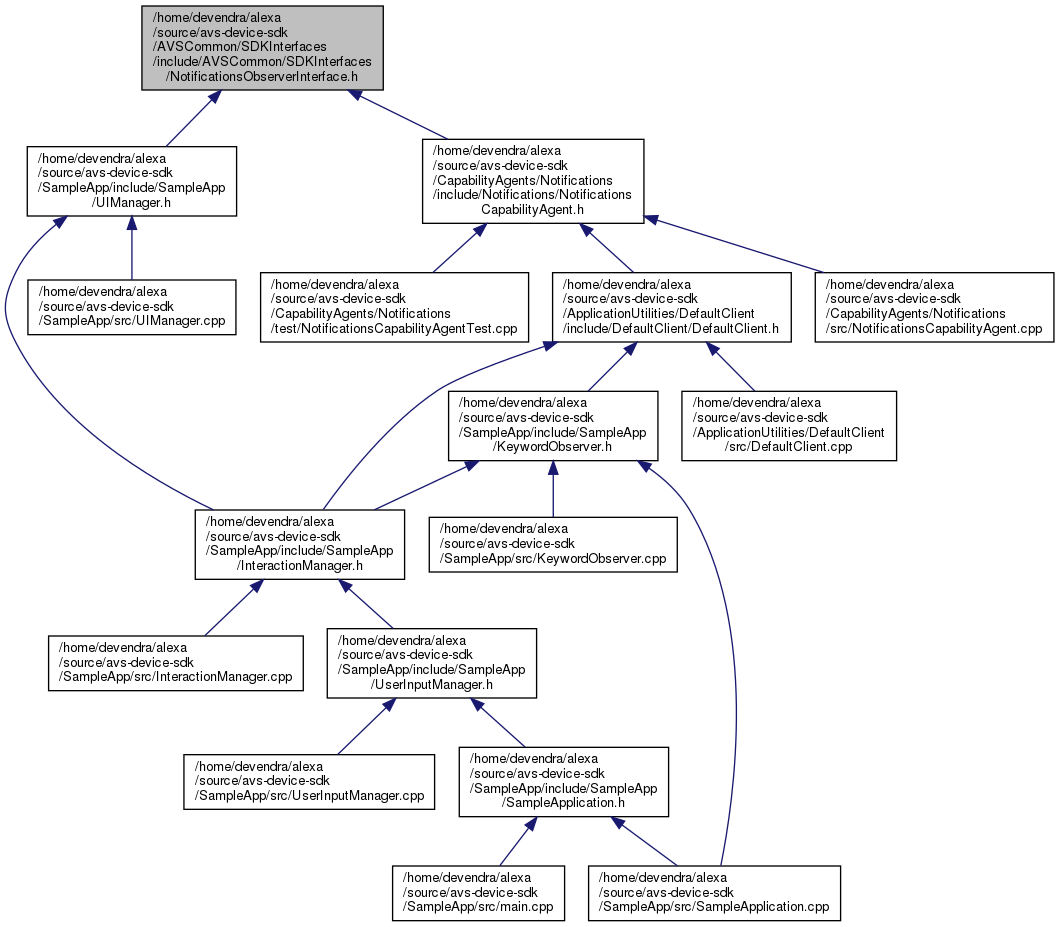 /home/devendra/alexa
/source/avs-device-sdk
/AVSCommon/SDKInterfaces
/include/AVSCommon/SDKInterfaces
/NotificationsObserverInterface.h
/home/devendra/alexa
/source/avs-device-sdk
/SampleApp/include/SampleApp
/UIManager.h
/home/devendra/alexa
/source/avs-device-sdk
/CapabilityAgents/Notifications
/include/Notifications/Notifications
CapabilityAgent.h
/home/devendra/alexa
/source/avs-device-sdk
/SampleApp/src/UIManager.cpp
/home/devendra/alexa
/source/avs-device-sdk
/CapabilityAgents/Notifications
/test/NotificationsCapabilityAgentTest.cpp
/home/devendra/alexa
/source/avs-device-sdk
/ApplicationUtilities/DefaultClient
/include/DefaultClient/DefaultClient.h
/home/devendra/alexa
/source/avs-device-sdk
/CapabilityAgents/Notifications
/src/NotificationsCapabilityAgent.cpp
/home/devendra/alexa
/source/avs-device-sdk
/SampleApp/include/SampleApp
/KeywordObserver.h
/home/devendra/alexa
/source/avs-device-sdk
/ApplicationUtilities/DefaultClient
/src/DefaultClient.cpp
/home/devendra/alexa
/source/avs-device-sdk
/SampleApp/include/SampleApp
/InteractionManager.h
/home/devendra/alexa
/source/avs-device-sdk
/SampleApp/src/KeywordObserver.cpp
/home/devendra/alexa
/source/avs-device-sdk
/SampleApp/src/InteractionManager.cpp
/home/devendra/alexa
/source/avs-device-sdk
/SampleApp/include/SampleApp
/UserInputManager.h
/home/devendra/alexa
/source/avs-device-sdk
/SampleApp/src/UserInputManager.cpp
/home/devendra/alexa
/source/avs-device-sdk
/SampleApp/include/SampleApp
/SampleApplication.h
/home/devendra/alexa
/source/avs-device-sdk
/SampleApp/src/main.cpp
/home/devendra/alexa
/source/avs-device-sdk
/SampleApp/src/SampleApplication.cpp